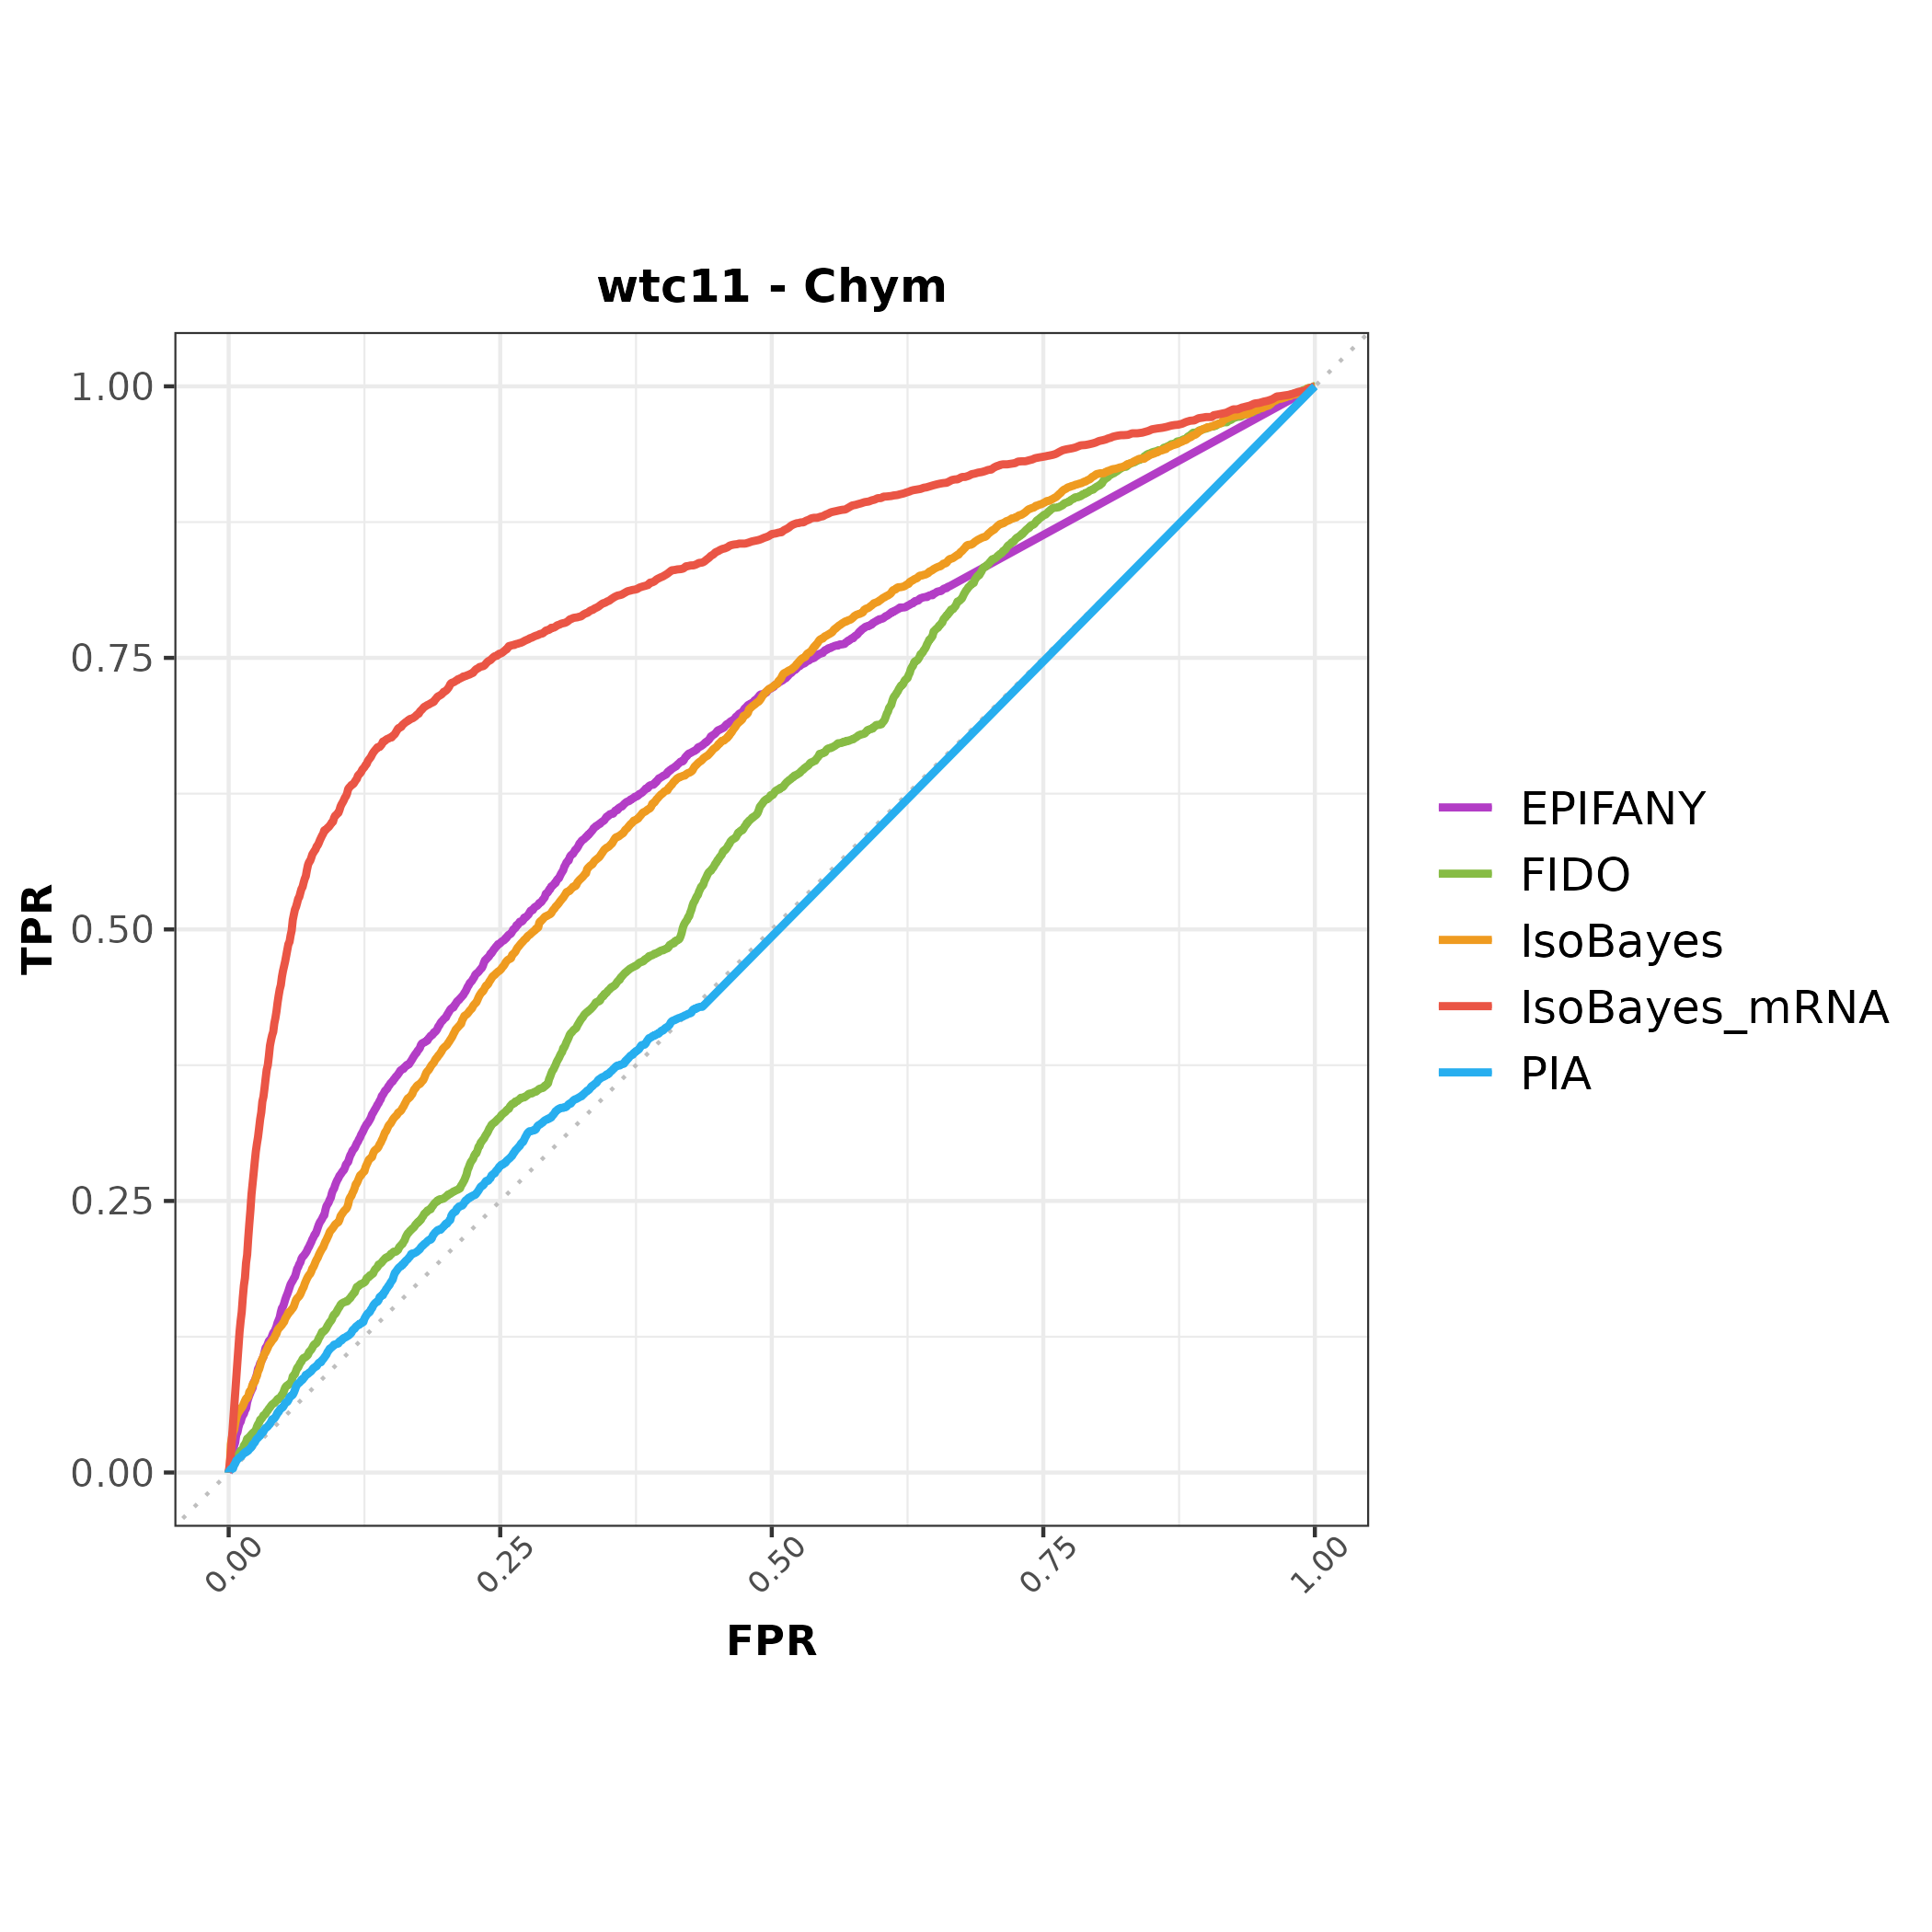 wtc11 - Chym
1.00
0.75
0.50
0.25
0.00
TPR
0.00
0.25
0.50
0.75
1.00
FPR
EPIFANY
FIDO
IsoBayes
IsoBayes_mRNA
PIA